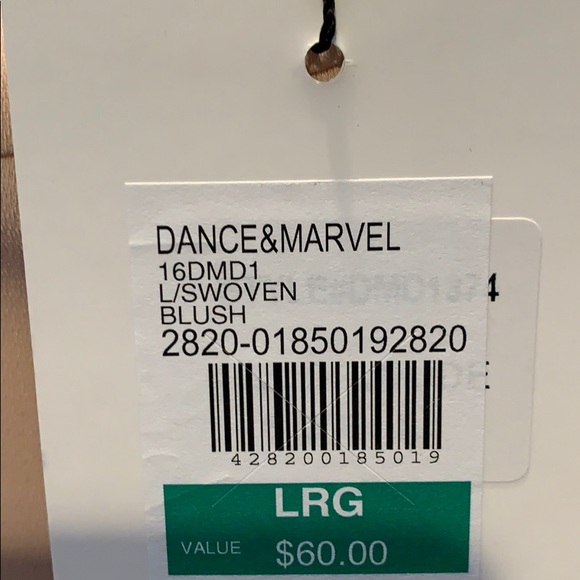 DANCE&MARVEL
16DMD1
L/SWOVEN
BLUSH
2820-01850192820
428200185019
LRG
VALUE $60.00